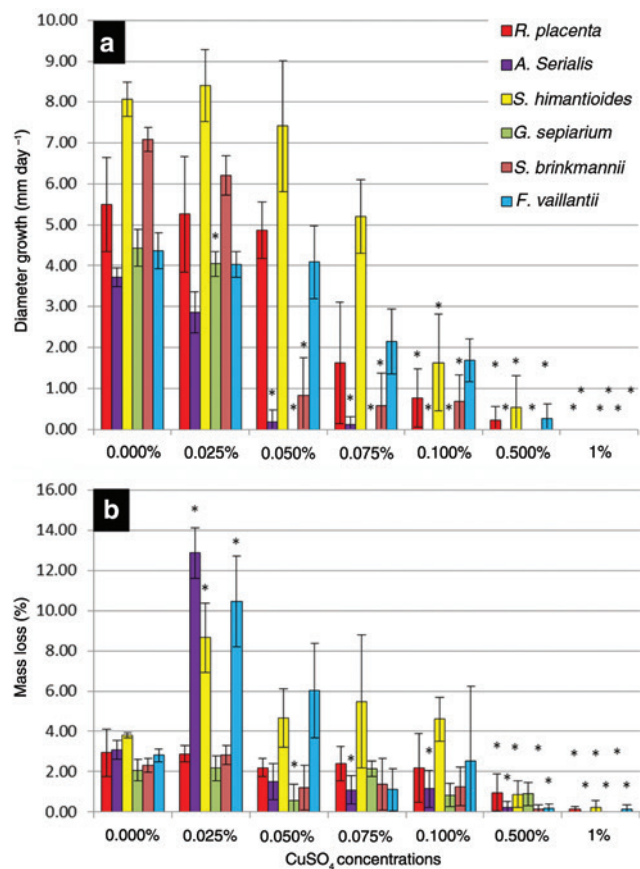 a
Diameter growth (mm day ⁻¹)
10.00
9.00
8.00
7.00
6.00
5.00
4.00
3.00
2.00
1.00
0.00
R. placenta
A. Serialis
S. himantioides
G. sepiarium
S. brinkmannii
F. vaillantii
* * * * * * * * * * * * * * * * * * * * *
0.000% 0.025% 0.050% 0.075% 0.100% 0.500% 1%
b
Mass loss (%)
16.00
14.00
12.00
10.00
8.00
6.00
4.00
2.00
0.00
* * * * * * * * * * * * * * *
0.000% 0.025% 0.050% 0.075% 0.100% 0.500% 1%
CuSO₄ concentrations